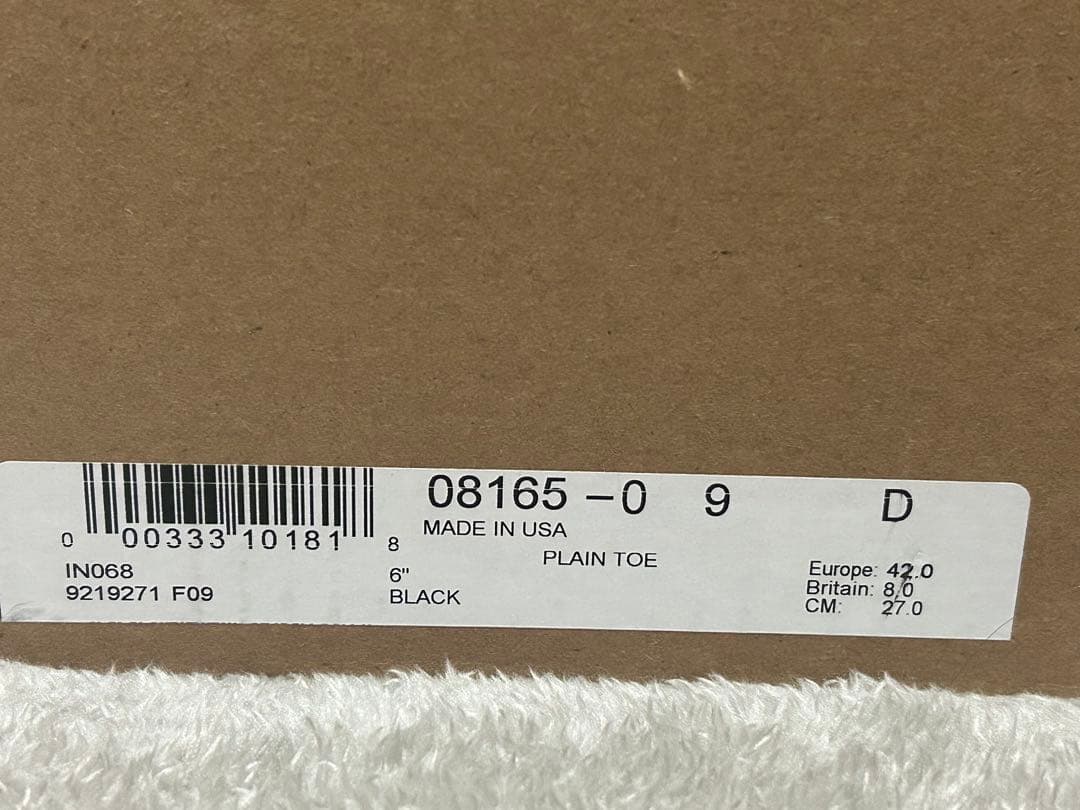 08165 -0 9 D
MADE IN USA
0 00333 10181 8
PLAIN TOE
IN068
6"
9219271 F09
BLACK
Europe: 42.0
Britain: 8.0
CM: 27.0